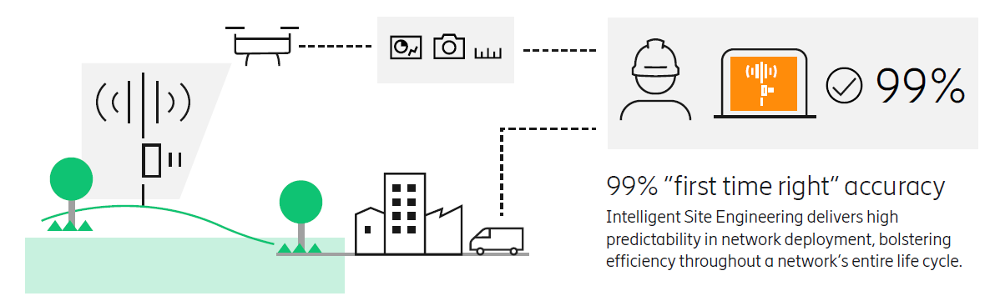 99%
99% “first time right“ accuracy
Intelligent Site Engineering delivers high
predictability in network deployment, bolstering
efficiency throughout a network’s entire life cycle.